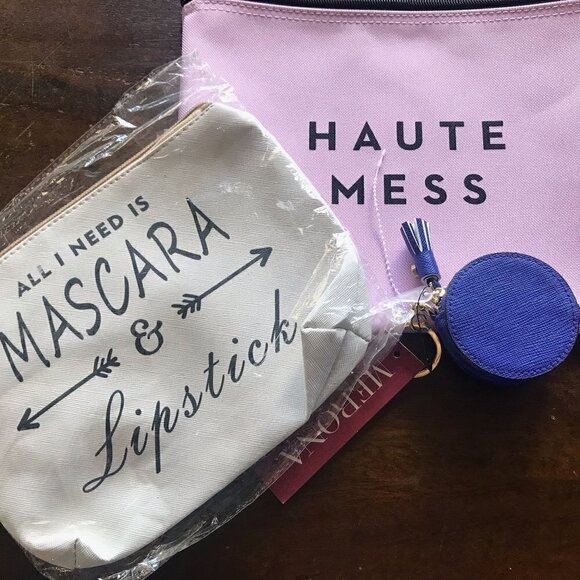 HAUTE
MESS
ALL I NEED IS
MASCARA
&
Lipstick
MERONA